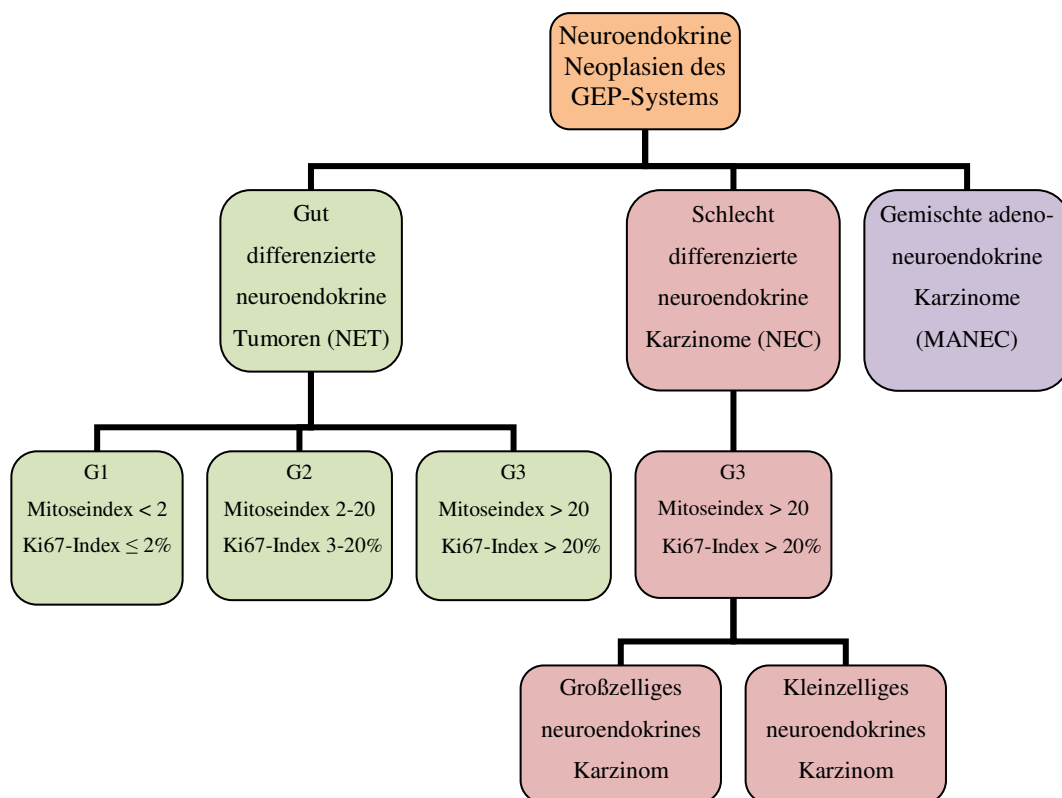 Neuroendokrine
Neoplasien des
GEP-Systems
Gut
differenzierte
neuroendokrine
Tumoren (NET)
Schlecht
differenzierte
neuroendokrine
Karzinome (NEC)
Gemischte adeno-
neuroendokrine
Karzinome
(MANEC)
G1
Mitoseindex < 2
Ki67-Index ≤ 2%
G2
Mitoseindex 2-20
Ki67-Index 3-20%
G3
Mitoseindex > 20
Ki67-Index > 20%
G3
Mitoseindex > 20
Ki67-Index > 20%
Großzelliges
neuroendokrines
Karzinom
Kleinzelliges
neuroendokrines
Karzinom